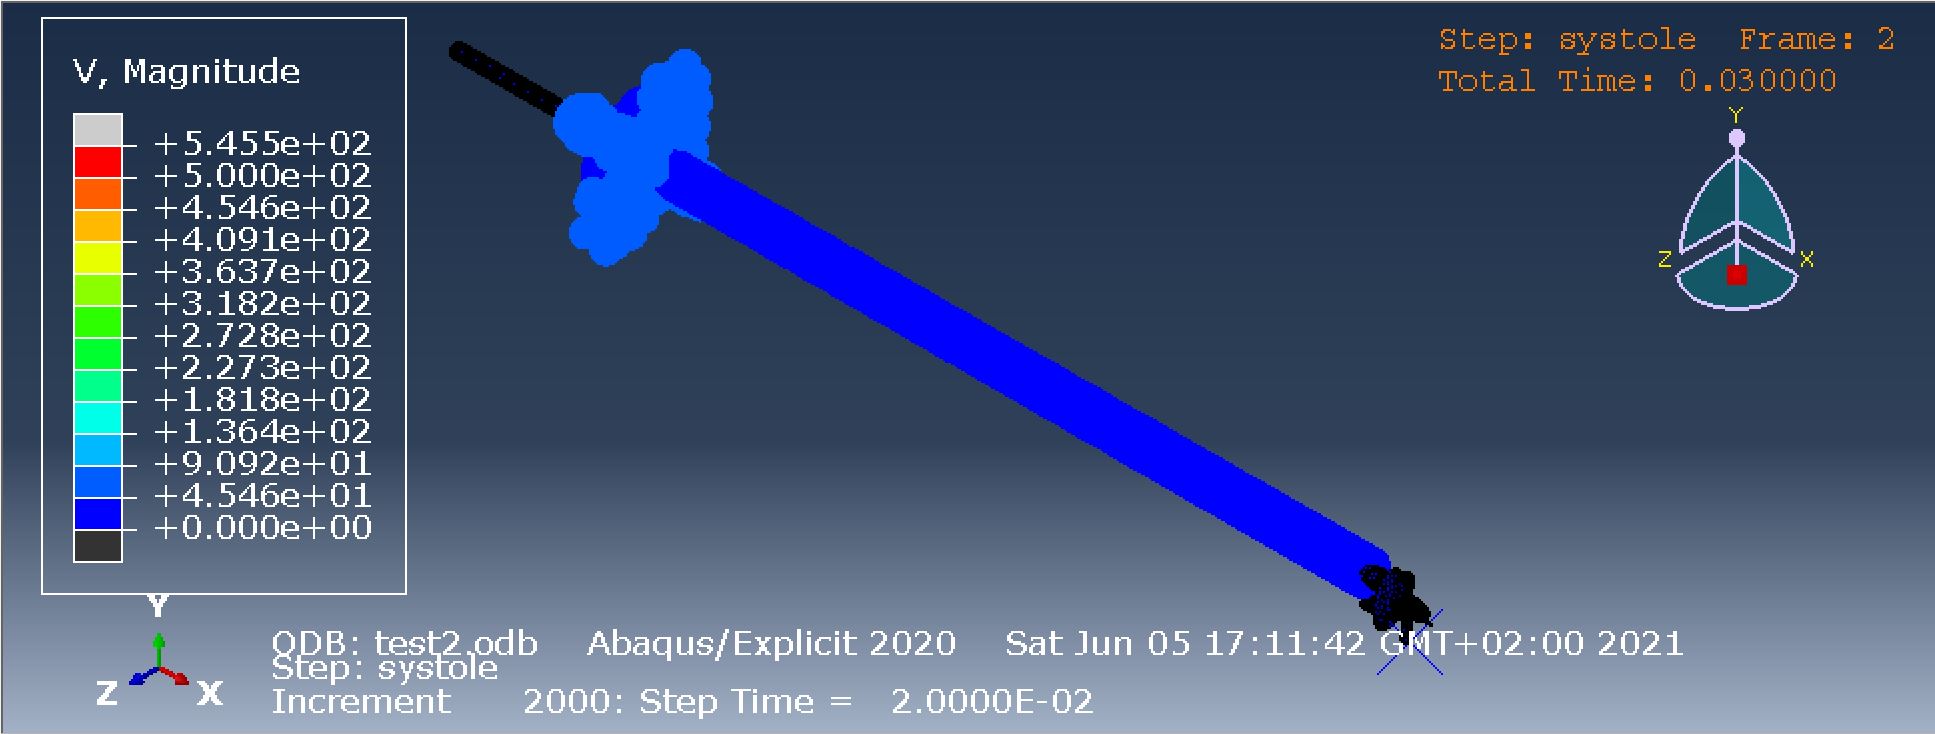 V, Magnitude
+5.455e+02
+5.000e+02
+4.546e+02
+4.091e+02
+3.637e+02
+3.182e+02
+2.728e+02
+2.273e+02
+1.818e+02
+1.364e+02
+9.092e+01
+4.546e+01
+0.000e+00
Step: systole Frame: 2
Total Time: 0.030000
Y
Z
X
Y
Z
X
ODB: test2.odb Abaqus/Explicit 2020 Sat Jun 05 17:11:42 GMT+02:00 2021
Step: systole
Increment 2000: Step Time = 2.0000E-02